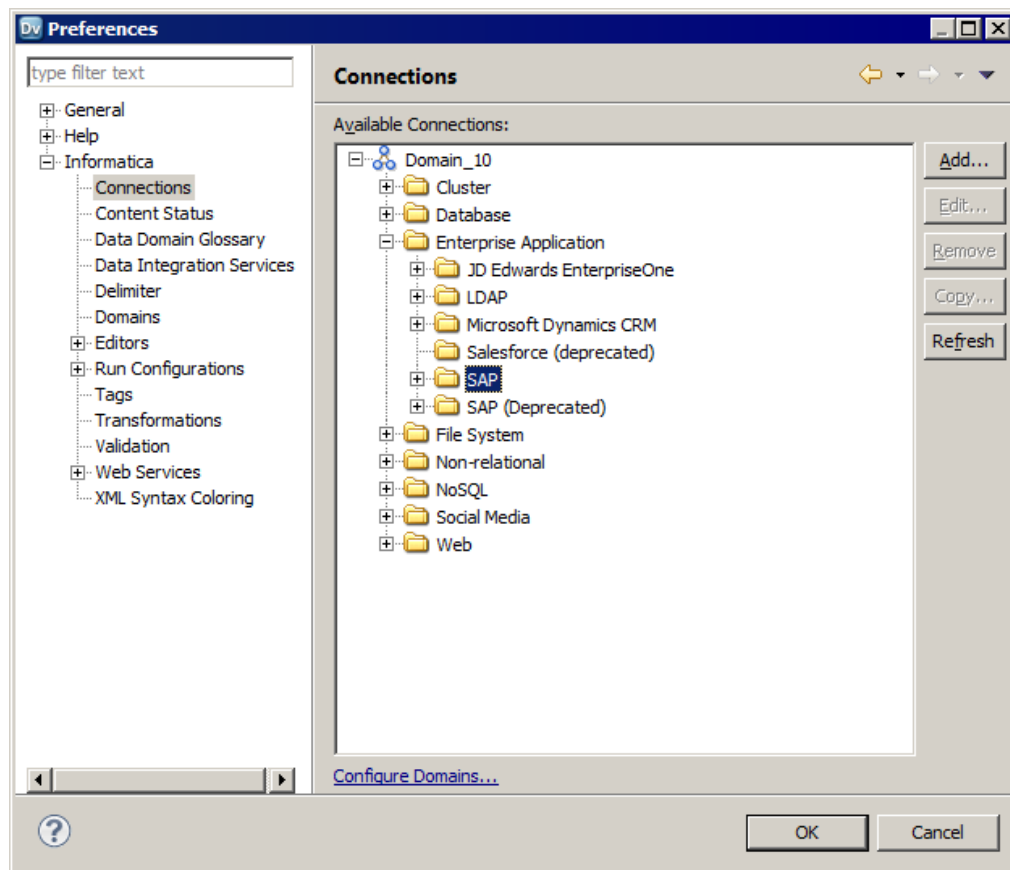 Dv Preferences
type filter text
General
Help
Informatica
Connections
Content Status
Data Domain Glossary
Data Integration Services
Delimiter
Domains
Editors
Run Configurations
Tags
Transformations
Validation
Web Services
XML Syntax Coloring
Connections
Available Connections:
Domain_10
Cluster
Database
Enterprise Application
JD Edwards EnterpriseOne
LDAP
Microsoft Dynamics CRM
Salesforce (deprecated)
SAP
SAP (Deprecated)
File System
Non-relational
NoSQL
Social Media
Web
Add...
Edit...
Remove
Copy...
Refresh
Configure Domains...
?
OK
Cancel